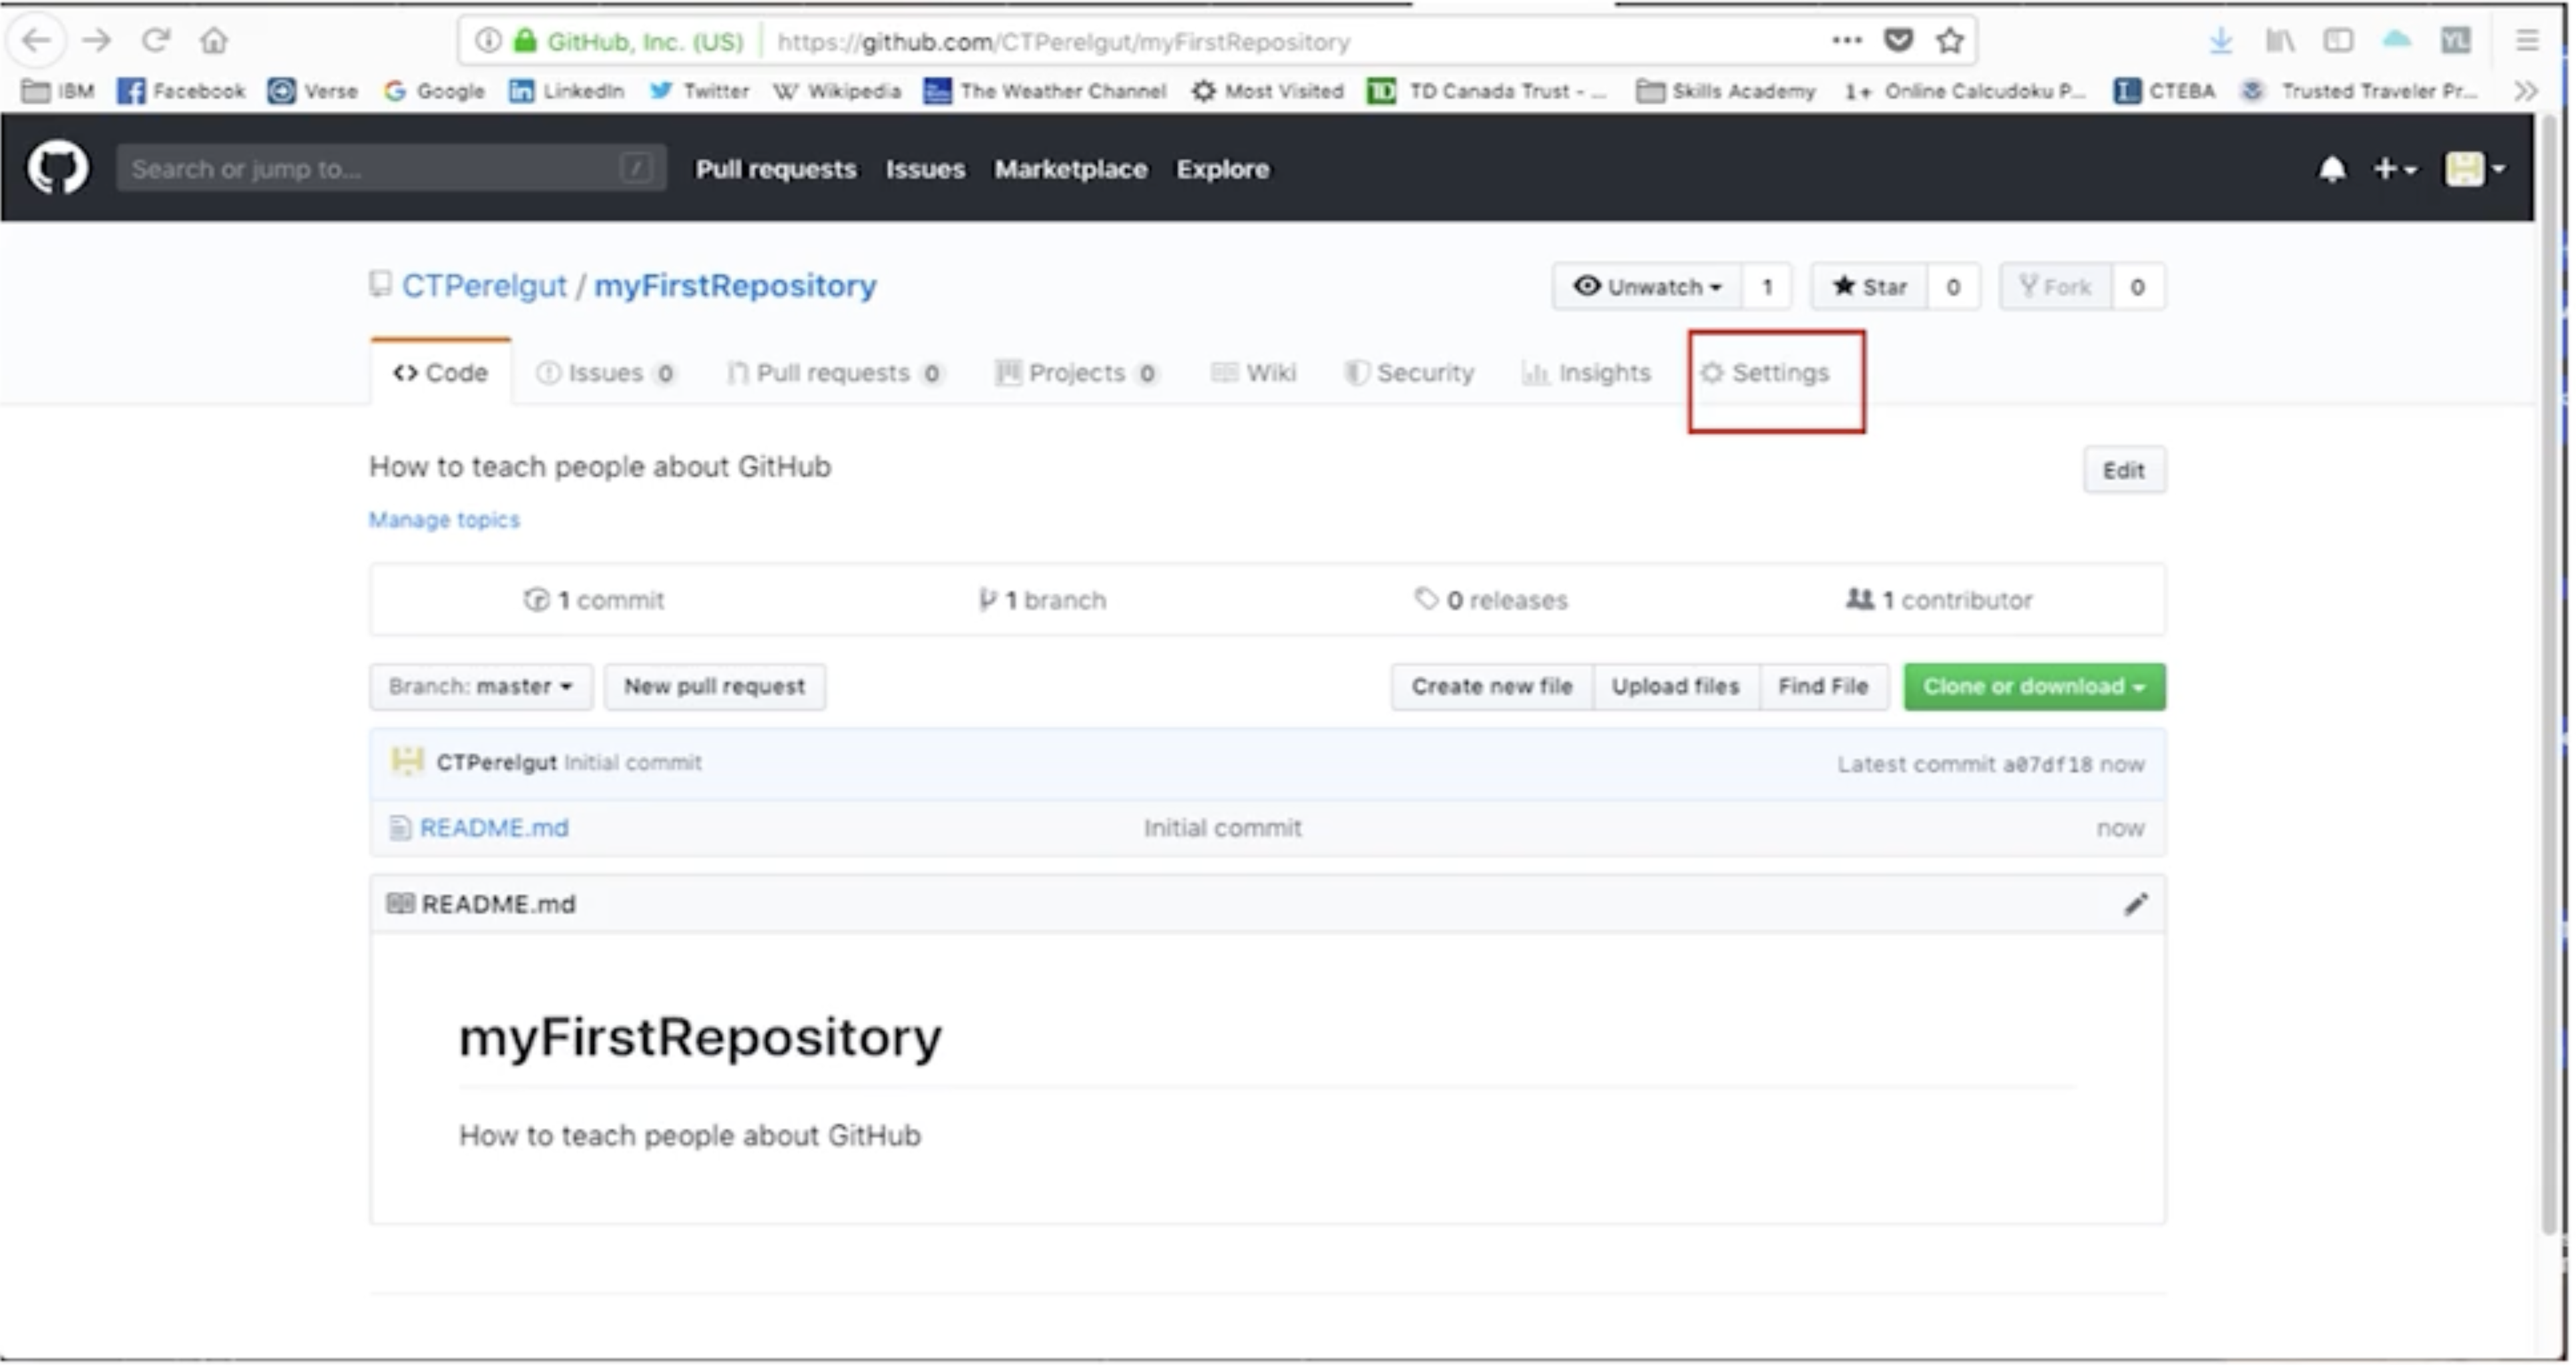 GitHub, Inc. (US) https://github.com/CTPerelgut/myFirstRepository
IBM Facebook Verse Google LinkedIn Twitter Wikipedia The Weather Channel Most Visited TD Canada Trust - ... Skills Academy 1+ Online Calcudoku P... CTEBA Trusted Traveler Pr...
Search or jump to... / Pull requests Issues Marketplace Explore
CTPerelgut / myFirstRepository Unwatch 1 Star 0 Fork 0
Code Issues 0 Pull requests 0 Projects 0 Wiki Security Insights Settings
How to teach people about GitHub Edit
Manage topics
1 commit 1 branch 0 releases 1 contributor
Branch: master New pull request Create new file Upload files Find File Clone or download
CTPerelgut Initial commit Latest commit a07df18 now
README.md Initial commit now
README.md
myFirstRepository
How to teach people about GitHub